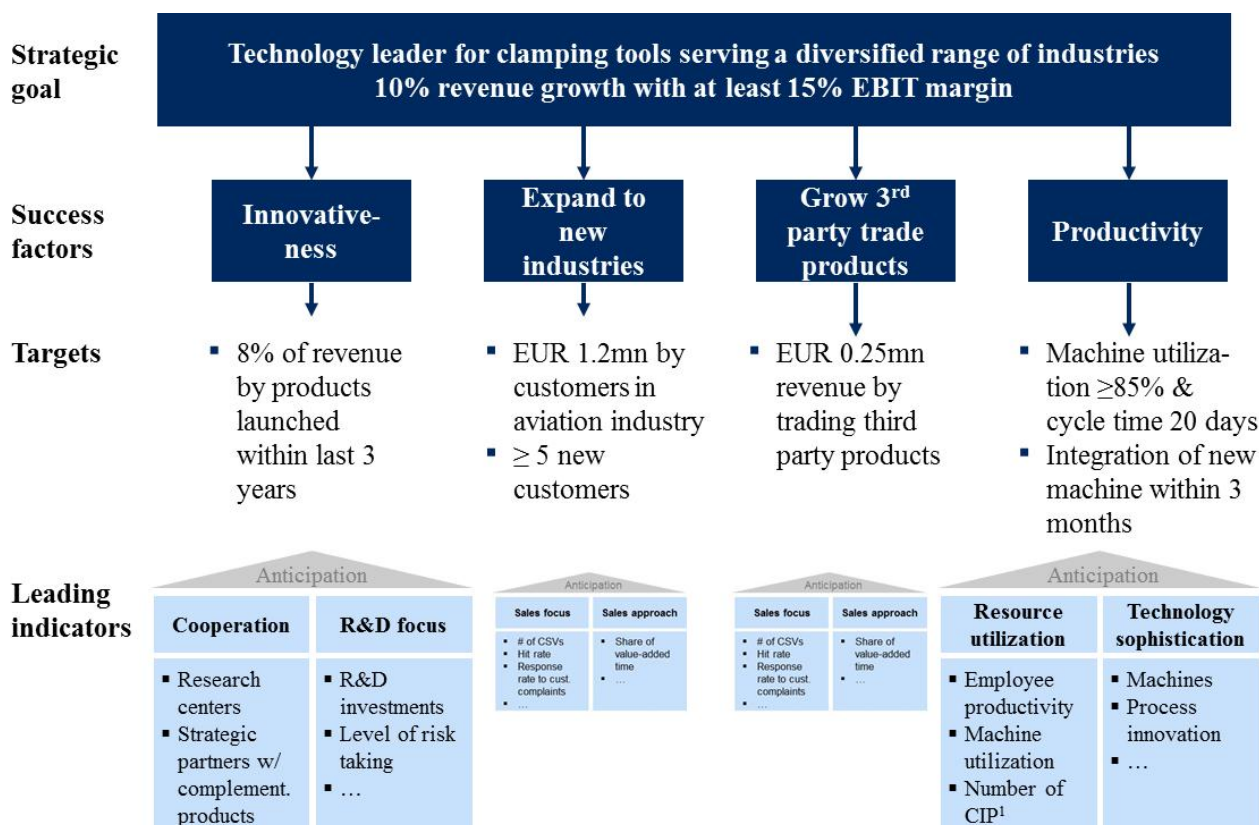 Strategic
goal
Technology leader for clamping tools serving a diversified range of industries
10% revenue growth with at least 15% EBIT margin
Success
factors
Innovative-
ness
Expand to
new
industries
Grow 3rd
party trade
products
Productivity
Targets
▪ 8% of revenue
by products
launched
within last 3
years
▪ EUR 1.2mn by
customers in
aviation industry
▪ ≥ 5 new
customers
▪ EUR 0.25mn
revenue by
trading third
party products
▪ Machine utiliza-
tion ≥85% &
cycle time 20 days
▪ Integration of new
machine within 3
months
Leading
indicators
Anticipation
Cooperation
▪ Research
centers
▪ Strategic
partners w/
complement.
products
R&D focus
▪ R&D
investments
▪ Level of risk
taking
▪ …
Anticipation
Sales focus
▪ # of CSVs
▪ Hit rate
▪ Response
rate to cust.
complaints
▪ …
Sales approach
▪ Share of
value-added
time
▪ …
Anticipation
Sales focus
▪ # of CSVs
▪ Hit rate
▪ Response
rate to cust.
complaints
▪ …
Sales approach
▪ Share of
value-added
time
▪ …
Anticipation
Resource
utilization
▪ Employee
productivity
▪ Machine
utilization
▪ Number of
CIP¹
Technology
sophistication
▪ Machines
▪ Process
innovation
▪ …